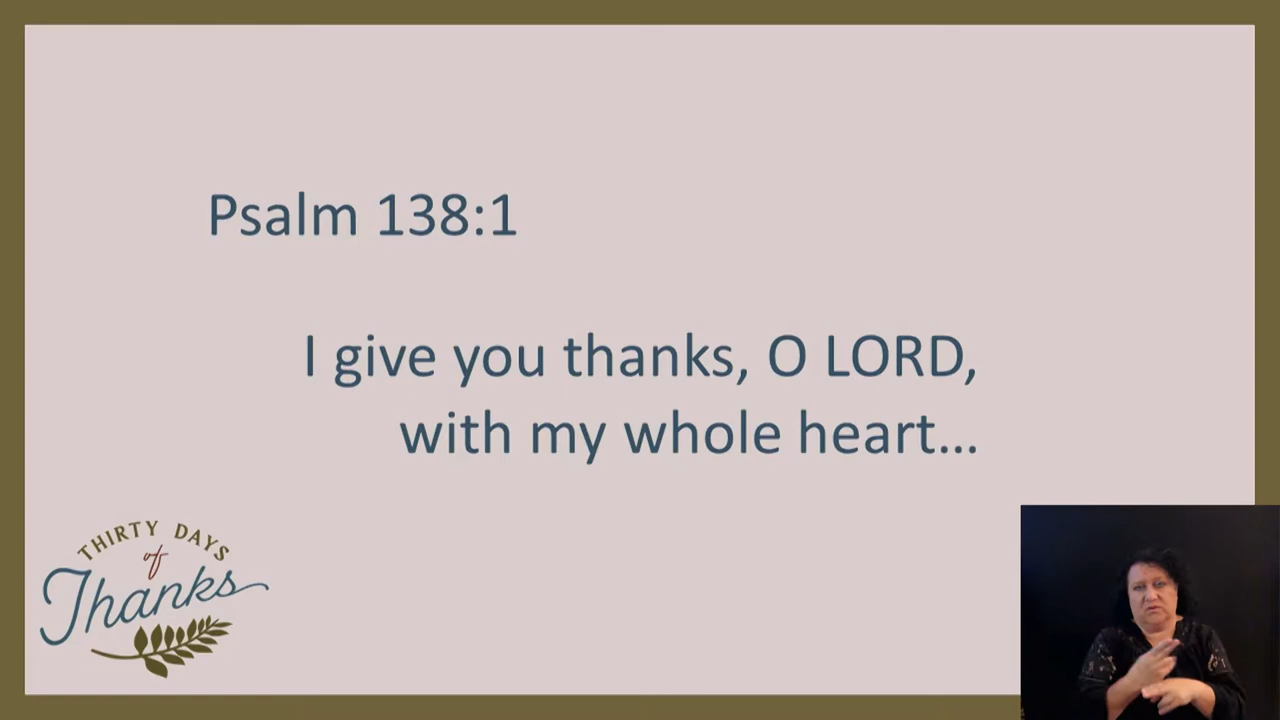 Psalm 138:1
I give you thanks, O LORD,
with my whole heart...
THIRTY DAYS
of
Thanks